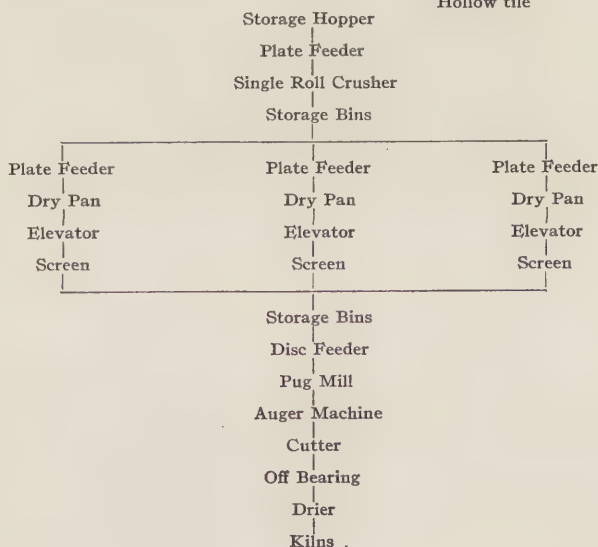 Hollow tile
Storage Hopper
Plate Feeder
Single Roll Crusher
Storage Bins
Plate Feeder Plate Feeder Plate Feeder
Dry Pan Dry Pan Dry Pan
Elevator Elevator Elevator
Screen Screen Screen
Storage Bins
Disc Feeder
Pug Mill
Auger Machine
Cutter
Off Bearing
Drier
Kilns